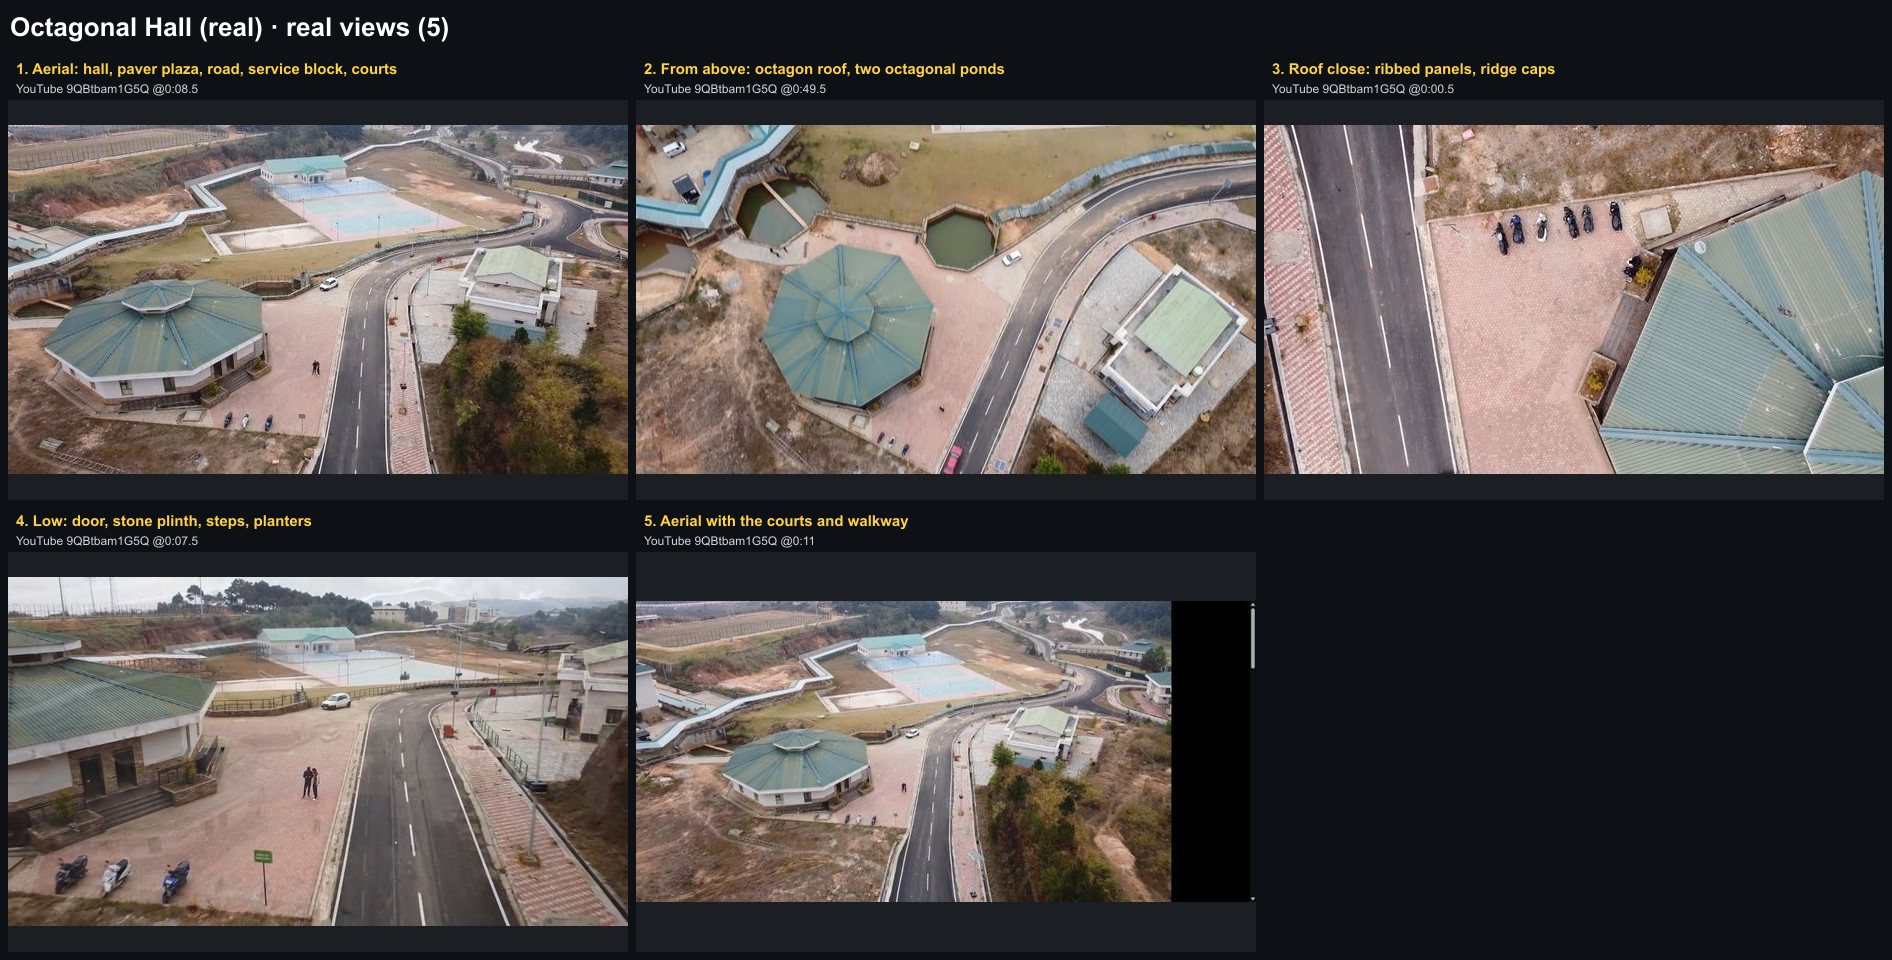 Octagonal Hall (real) · real views (5)
1. Aerial: hall, paver plaza, road, service block, courts
YouTube 9QBtbam1G5Q @0:08.5
2. From above: octagon roof, two octagonal ponds
YouTube 9QBtbam1G5Q @0:49.5
3. Roof close: ribbed panels, ridge caps
YouTube 9QBtbam1G5Q @0:00.5
4. Low: door, stone plinth, steps, planters
YouTube 9QBtbam1G5Q @0:07.5
5. Aerial with the courts and walkway
YouTube 9QBtbam1G5Q @0:11